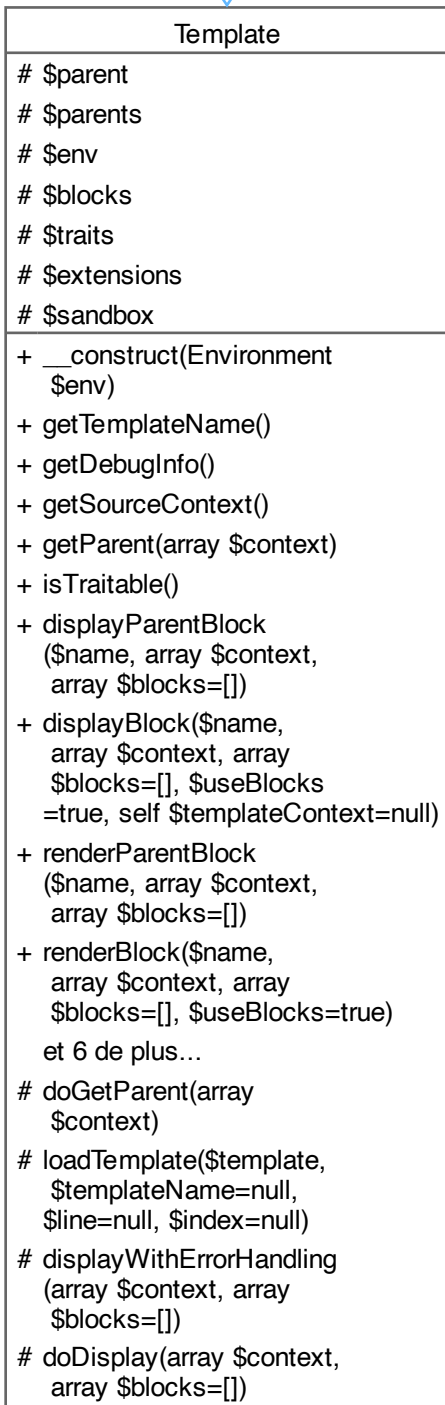 Template
# $parent
# $parents
# $env
# $blocks
# $traits
# $extensions
# $sandbox
+ __construct(Environment
$env)
+ getTemplateName()
+ getDebugInfo()
+ getSourceContext()
+ getParent(array $context)
+ isTraitable()
+ displayParentBlock
($name, array $context,
array $blocks=[])
+ displayBlock($name,
array $context, array
$blocks=[], $useBlocks
=true, self $templateContext=null)
+ renderParentBlock
($name, array $context,
array $blocks=[])
+ renderBlock($name,
array $context, array
$blocks=[], $useBlocks=true)
et 6 de plus...
# doGetParent(array
$context)
# loadTemplate($template,
$templateName=null,
$line=null, $index=null)
# displayWithErrorHandling
(array $context, array
$blocks=[])
# doDisplay(array $context,
array $blocks=[])